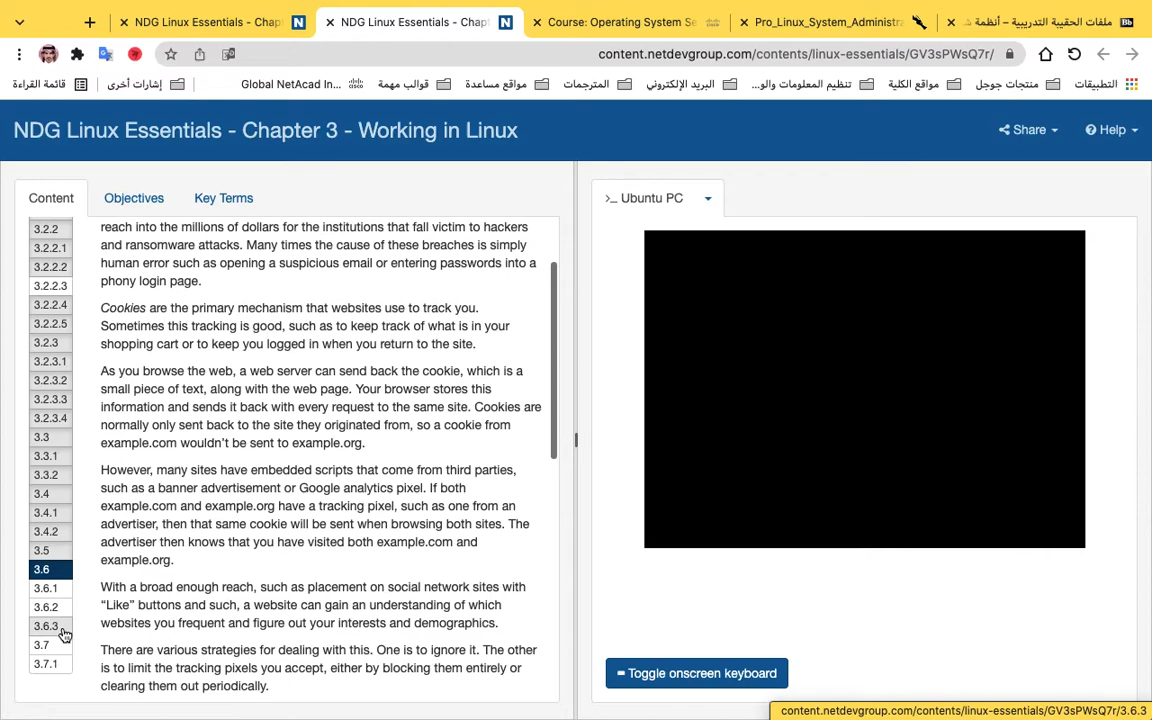 NDG Linux Essentials - Chapt
NDG Linux Essentials - Chapt
Course: Operating System Se
Pro_Linux_System_Administra
ملفات الحقيبة التدريبية – أنظمة
Bb
content.netdevgroup.com/contents/linux-essentials/GV3sPWsQ7r/
قائمة القراءة
إشارات أخرى
Global NetAcad In...
قوالب مهمة
مواقع مساعدة
المترجمات
البريد الإلكتروني
تنظيم المعلومات والو...
مواقع الكلية
منتجات جوجل
التطبيقات
NDG Linux Essentials - Chapter 3 - Working in Linux
Share
Help
Content
Objectives
Key Terms
>_ Ubuntu PC
3.2.2
3.2.2.1
3.2.2.2
3.2.2.3
3.2.2.4
3.2.2.5
3.2.3
3.2.3.1
3.2.3.2
3.2.3.3
3.2.3.4
3.3
3.3.1
3.3.2
3.4
3.4.1
3.4.2
3.5
3.6
3.6.1
3.6.2
3.6.3
3.7
3.7.1
reach into the millions of dollars for the institutions that fall victim to hackers
and ransomware attacks. Many times the cause of these breaches is simply
human error such as opening a suspicious email or entering passwords into a
phony login page.
Cookies are the primary mechanism that websites use to track you.
Sometimes this tracking is good, such as to keep track of what is in your
shopping cart or to keep you logged in when you return to the site.
As you browse the web, a web server can send back the cookie, which is a
small piece of text, along with the web page. Your browser stores this
information and sends it back with every request to the same site. Cookies are
normally only sent back to the site they originated from, so a cookie from
example.com wouldn’t be sent to example.org.
However, many sites have embedded scripts that come from third parties,
such as a banner advertisement or Google analytics pixel. If both
example.com and example.org have a tracking pixel, such as one from an
advertiser, then that same cookie will be sent when browsing both sites. The
advertiser then knows that you have visited both example.com and
example.org.
With a broad enough reach, such as placement on social network sites with
“Like” buttons and such, a website can gain an understanding of which
websites you frequent and figure out your interests and demographics.
There are various strategies for dealing with this. One is to ignore it. The other
is to limit the tracking pixels you accept, either by blocking them entirely or
clearing them out periodically.
Toggle onscreen keyboard
content.netdevgroup.com/contents/linux-essentials/GV3sPWsQ7r/3.6.3